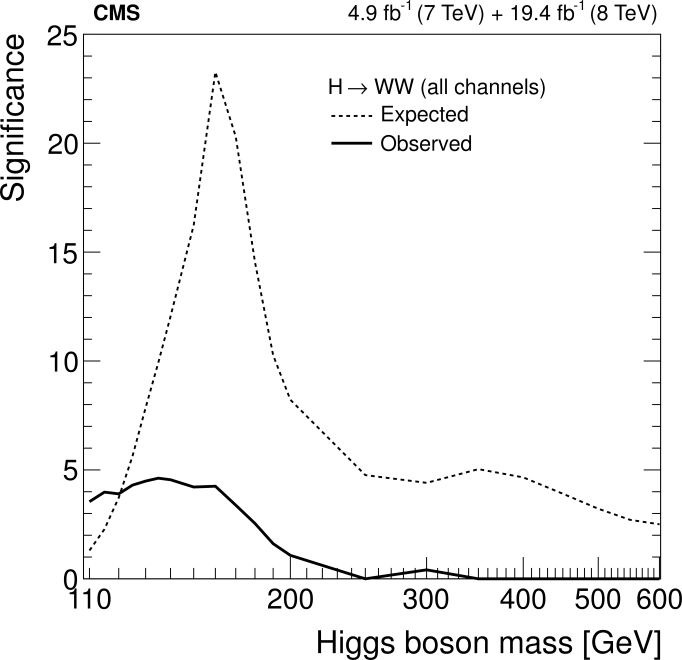 CMS 4.9 fb⁻¹ (7 TeV) + 19.4 fb⁻¹ (8 TeV)
Significance
25
20
15
10
5
0
H → WW (all channels)
Expected
Observed
110 200 300 400 500 600
Higgs boson mass [GeV]